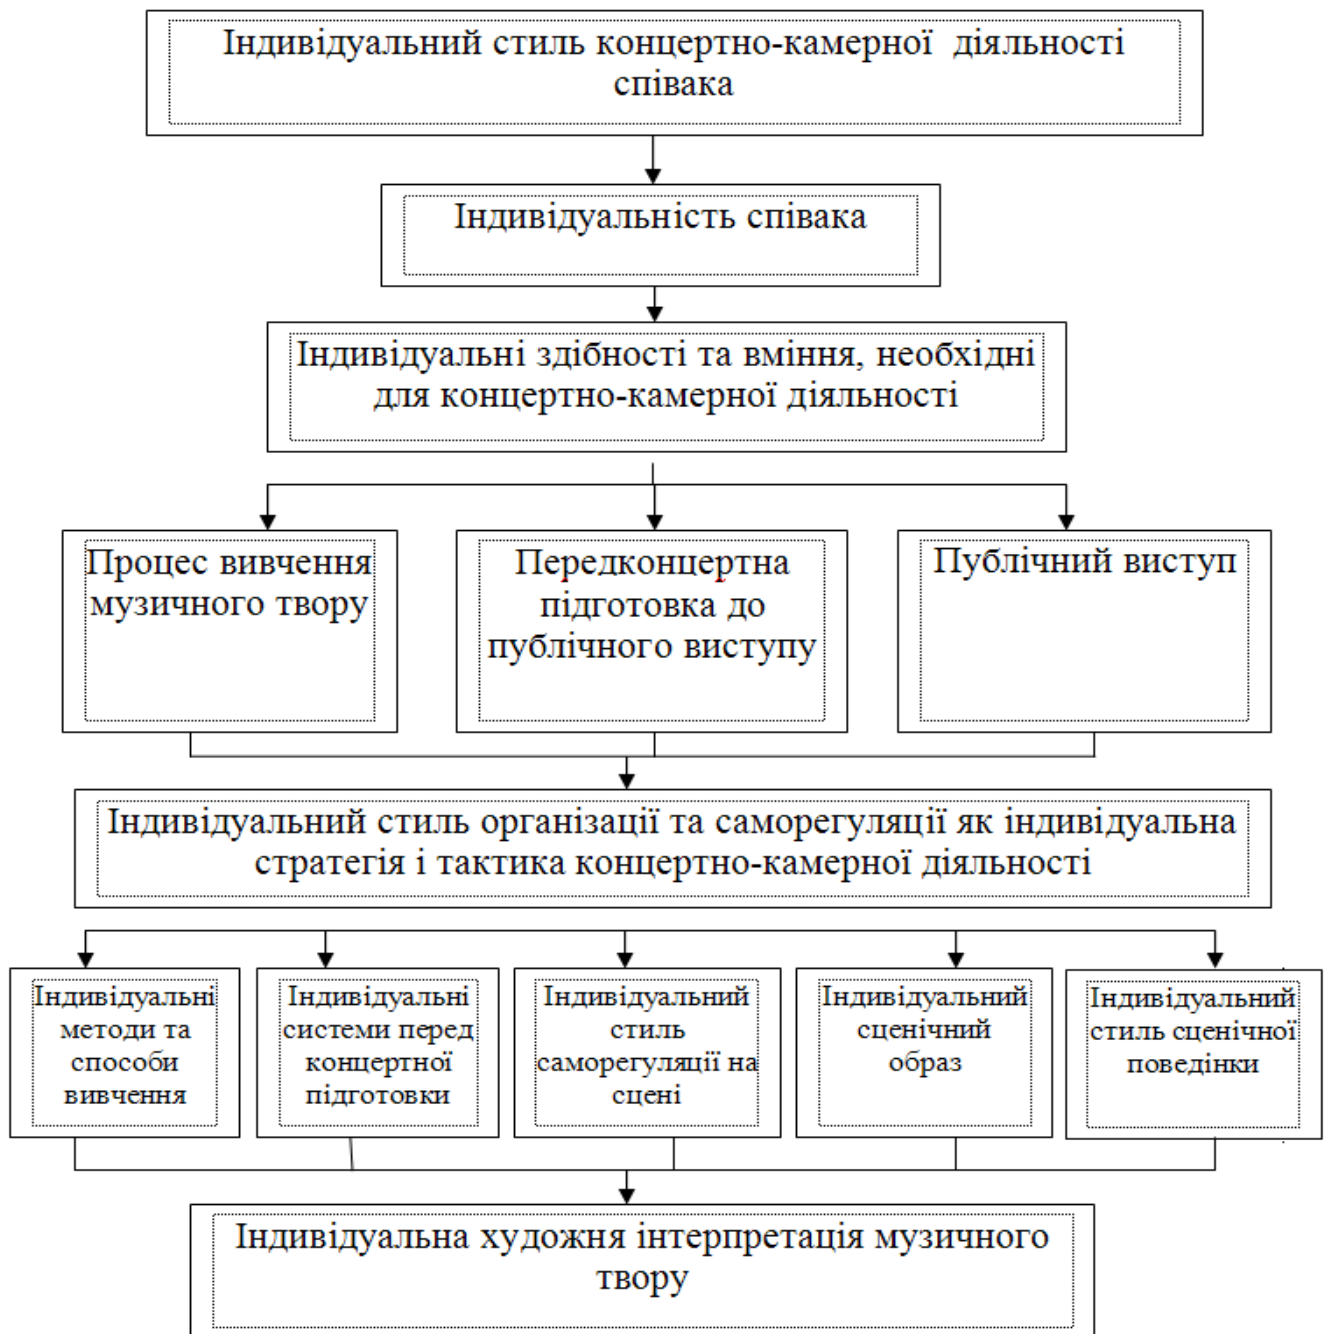 Індивідуальний стиль концертно-камерної діяльності
співака
Індивідуальність співака
Індивідуальні здібності та вміння, необхідні
для концертно-камерної діяльності
Процес вивчення
музичного твору
Передконцертна
підготовка до
публічного виступу
Публічний виступ
Індивідуальний стиль організації та саморегуляції як індивідуальна
стратегія і тактика концертно-камерної діяльності
Індивідуальні
методи та
способи
вивчення
Індивідуальні
системи перед
концертної
підготовки
Індивідуальний
стиль
саморегуляції на
сцені
Індивідуальний
сценічний
образ
Індивідуальний
стиль сценічної
поведінки
Індивідуальна художня інтерпретація музичного
твору